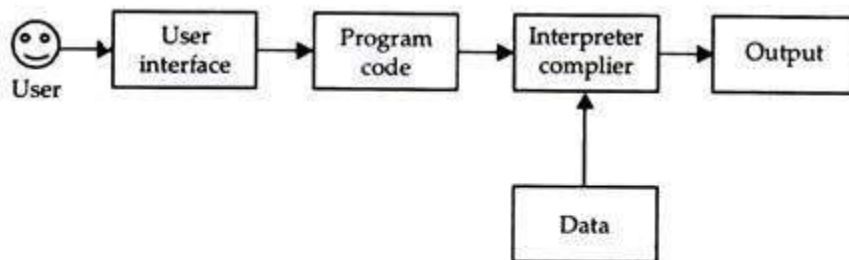 User
User
interface
Program
code
Interpreter
complier
Output
Data